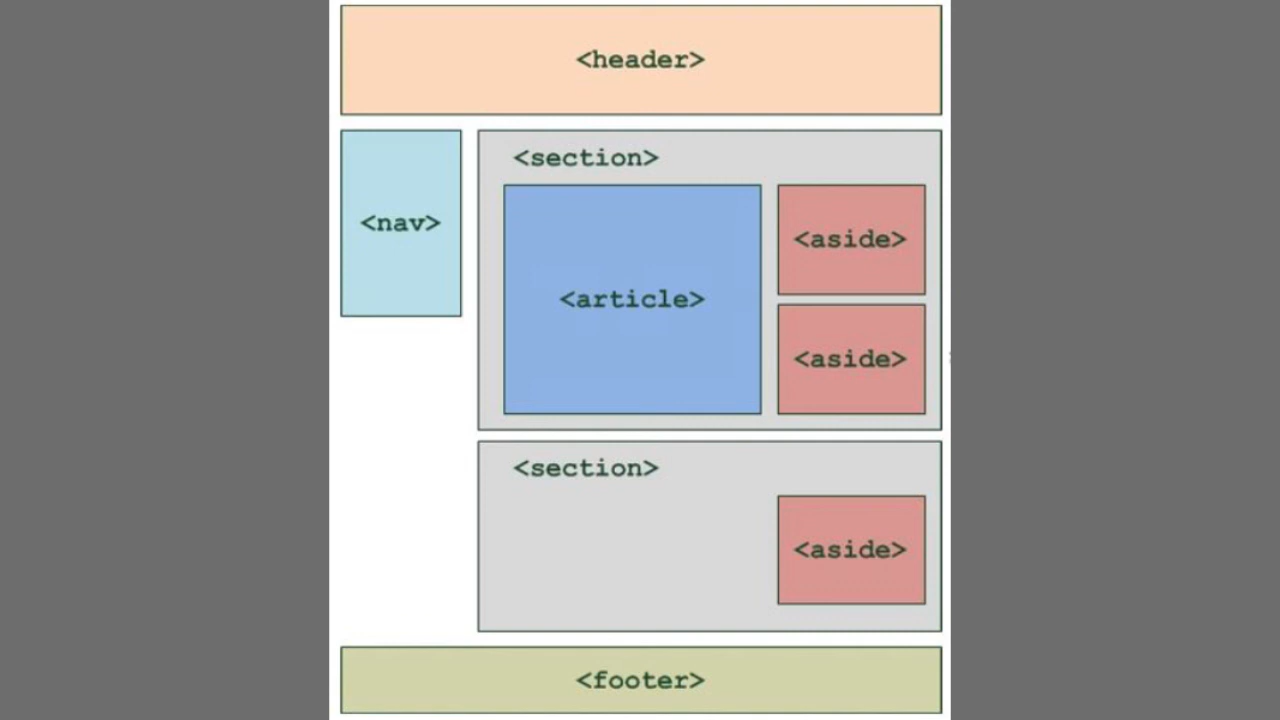 <header>
<nav>
<section>
<article>
<aside>
<aside>
<section>
<aside>
<footer>